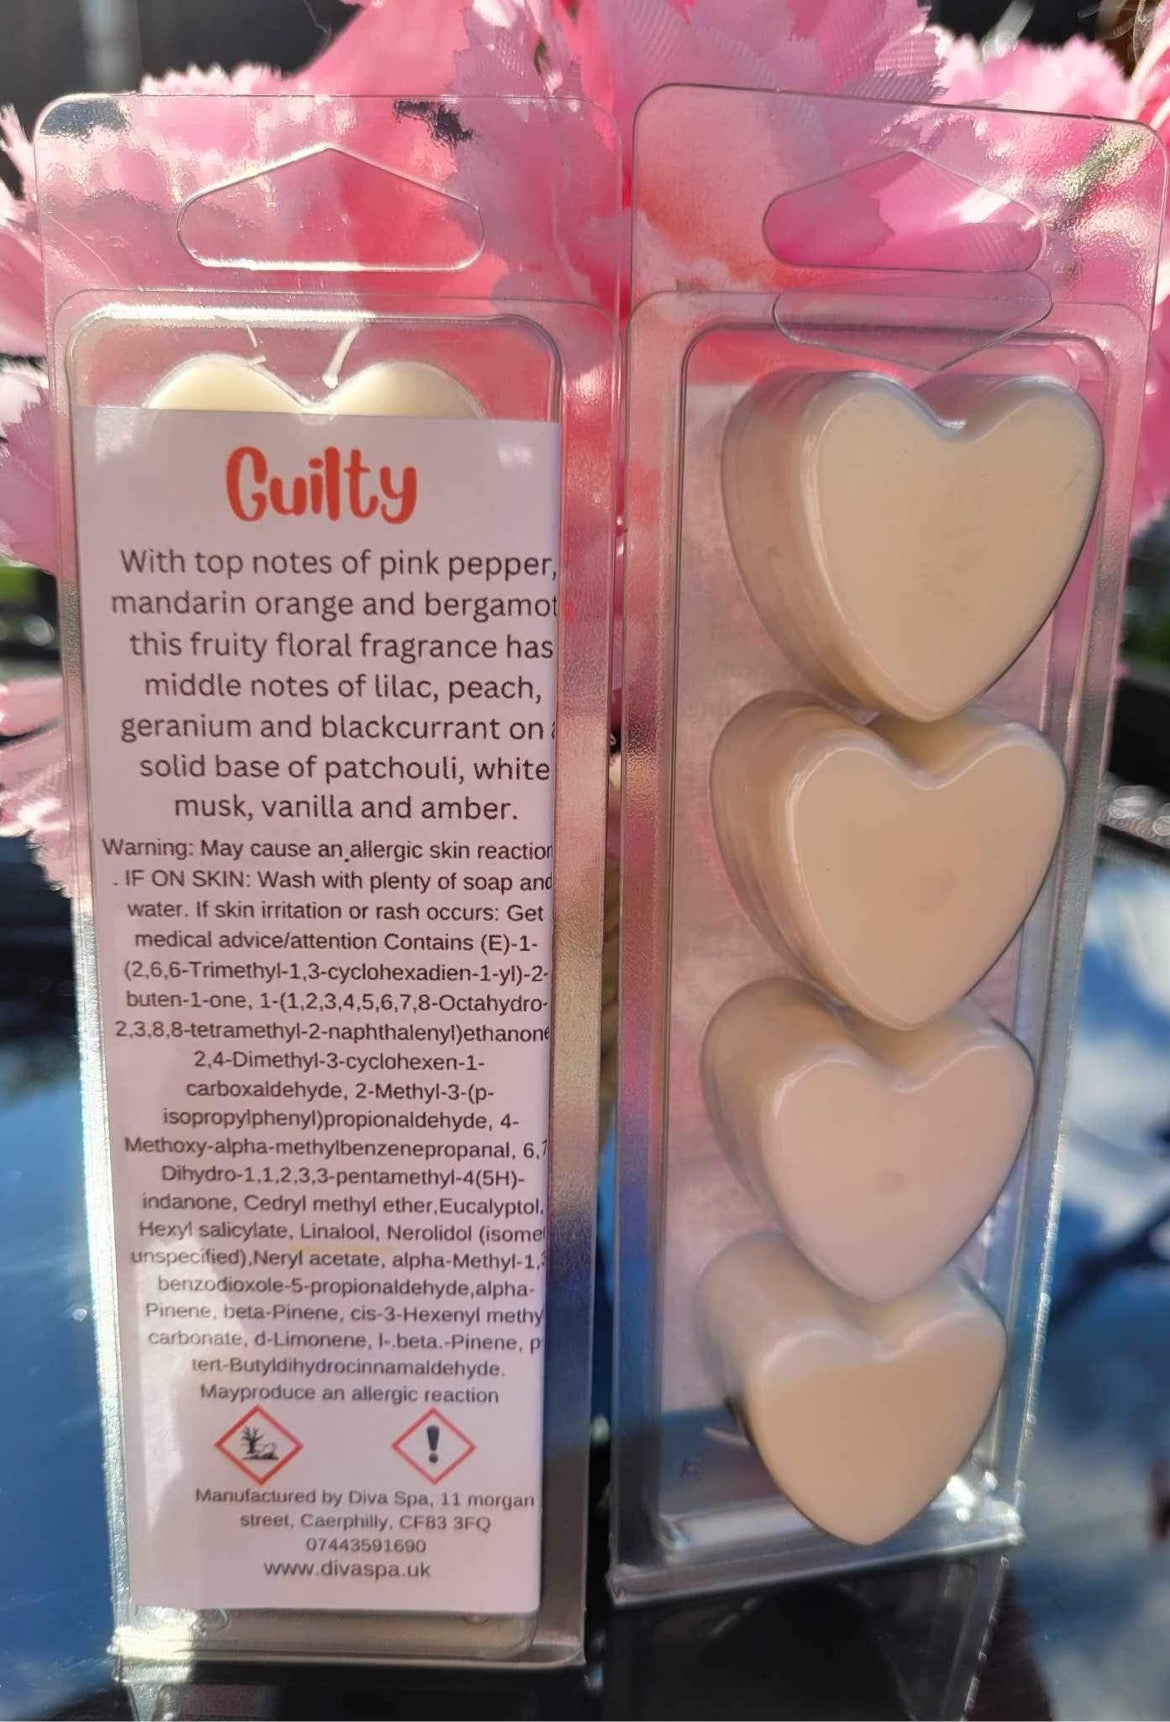 Guilty
With top notes of pink pepper,
mandarin orange and bergamot
this fruity floral fragrance has
middle notes of lilac, peach,
geranium and blackcurrant on
solid base of patchouli, white
musk, vanilla and amber.
Warning: May cause an allergic skin reaction
. IF ON SKIN: Wash with plenty of soap and
water. If skin irritation or rash occurs: Get
medical advice/attention Contains (E)-1-
(2,6,6-Trimethyl-1,3-cyclohexadien-1-yl)-2-
buten-1-one, 1-(1,2,3,4,5,6,7,8-Octahydro-
2,3,8,8-tetramethyl-2-naphthalenyl)ethanone
2,4-Dimethyl-3-cyclohexen-1-
carboxaldehyde, 2-Methyl-3-(p-
isopropylphenyl)propionaldehyde, 4-
Methoxy-alpha-methylbenzenepropanal, 6,7
Dihydro-1,1,2,3,3-pentamethyl-4(5H)-
indanone, Cedryl methyl ether,Eucalyptol,
Hexyl salicylate, Linalool, Nerolidol (isomer
unspecified),Neryl acetate, alpha-Methyl-1,3
benzodioxole-5-propionaldehyde,alpha-
Pinene, beta-Pinene, cis-3-Hexenyl methy
carbonate, d-Limonene, l-.beta.-Pinene, p
tert-Butyldihydrocinnamaldehyde.
Mayproduce an allergic reaction
Manufactured by Diva Spa, 11 morgan
street, Caerphilly, CF83 3FQ
07443591690
www.divaspa.uk